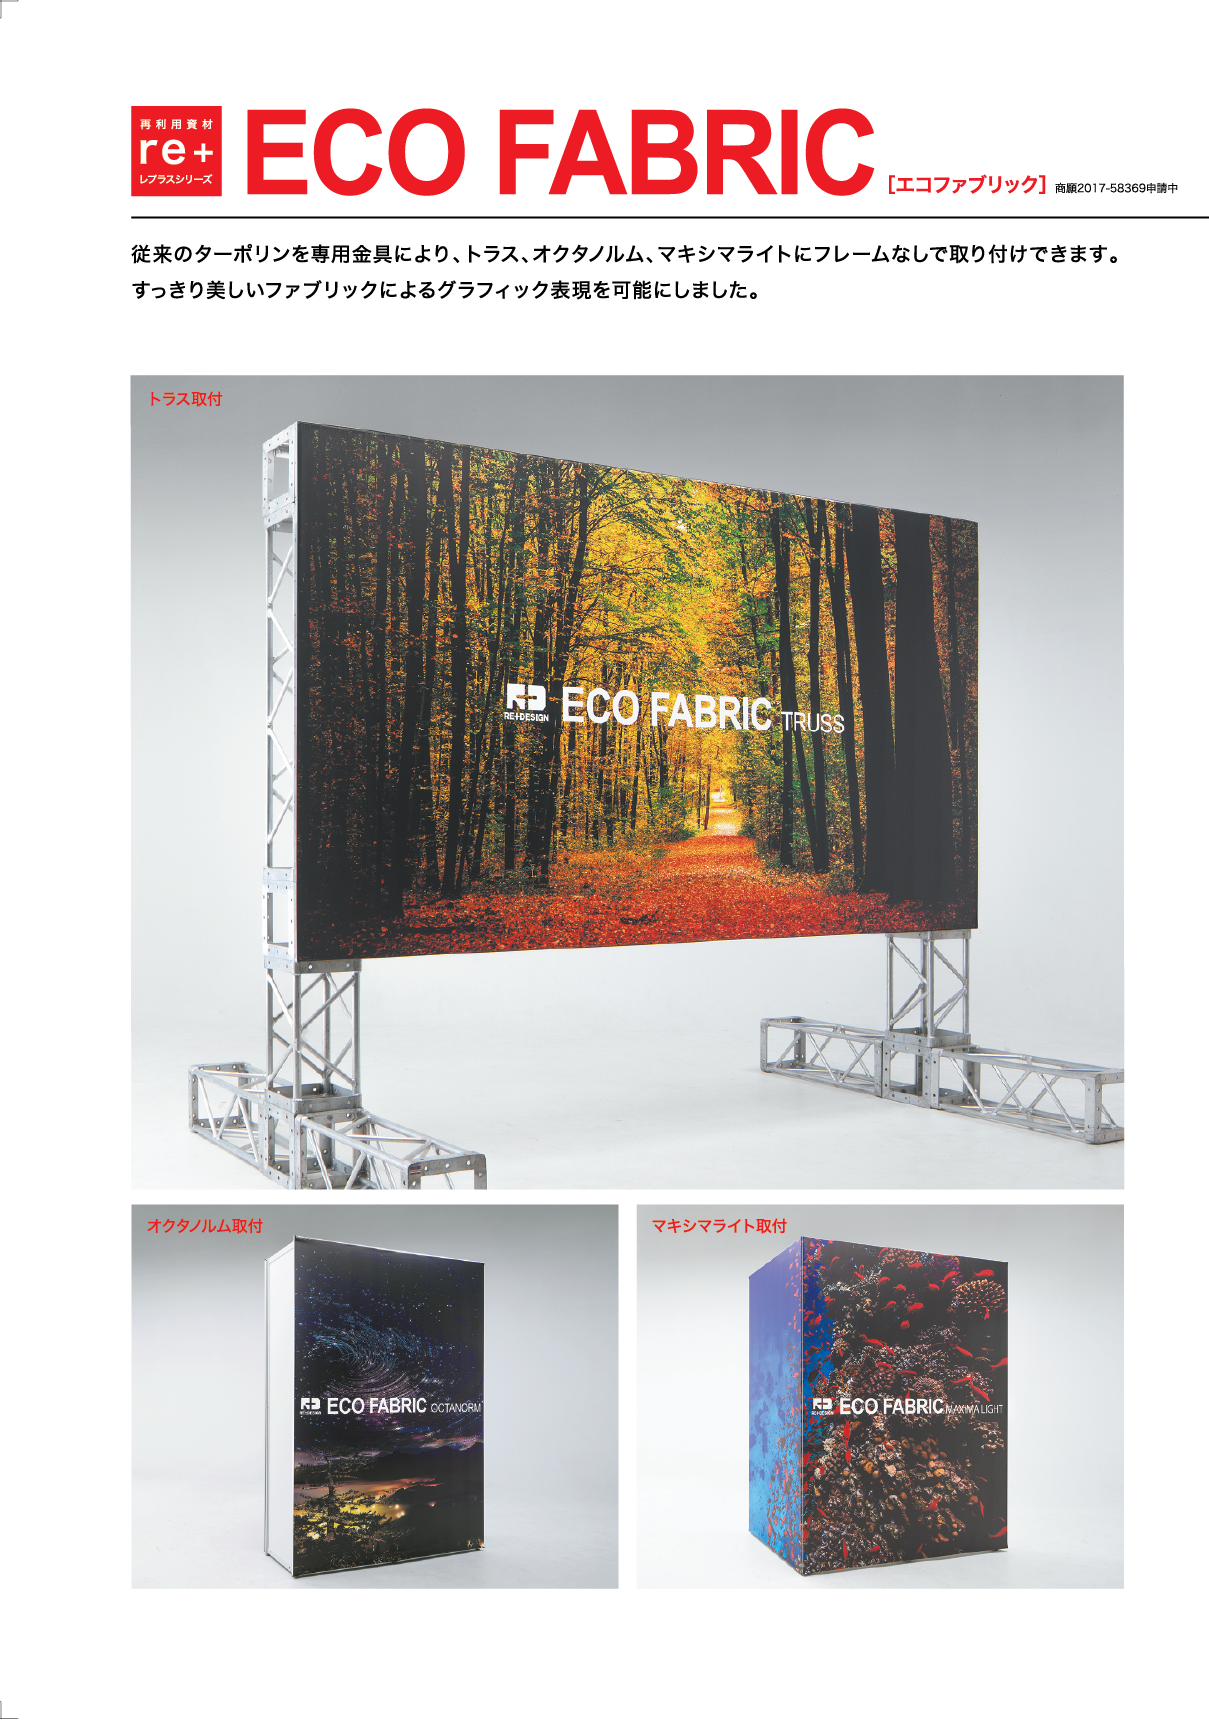 再利用資材
re+
レプラスシリーズ
ECO FABRIC
［エコファブリック］ 商願2017-58369申請中
従来のターポリンを専用金具により、トラス、オクタノルム、マキシマライトにフレームなしで取り付けできます。
すっきり美しいファブリックによるグラフィック表現を可能にしました。
トラス取付
RE+DESIGN ECO FABRIC TRUSS
オクタノルム取付
RE+DESIGN ECO FABRIC OCTANORM
マキシマライト取付
RE+DESIGN ECO FABRIC MAXIMA LIGHT